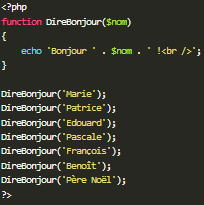 <?php
function DireBonjour($nom)
{
    echo 'Bonjour ' . $nom . ' !<br />';
}

DireBonjour('Marie');
DireBonjour('Patrice');
DireBonjour('Edouard');
DireBonjour('Pascale');
DireBonjour('François');
DireBonjour('Benoît');
DireBonjour('Père Noël');
?>